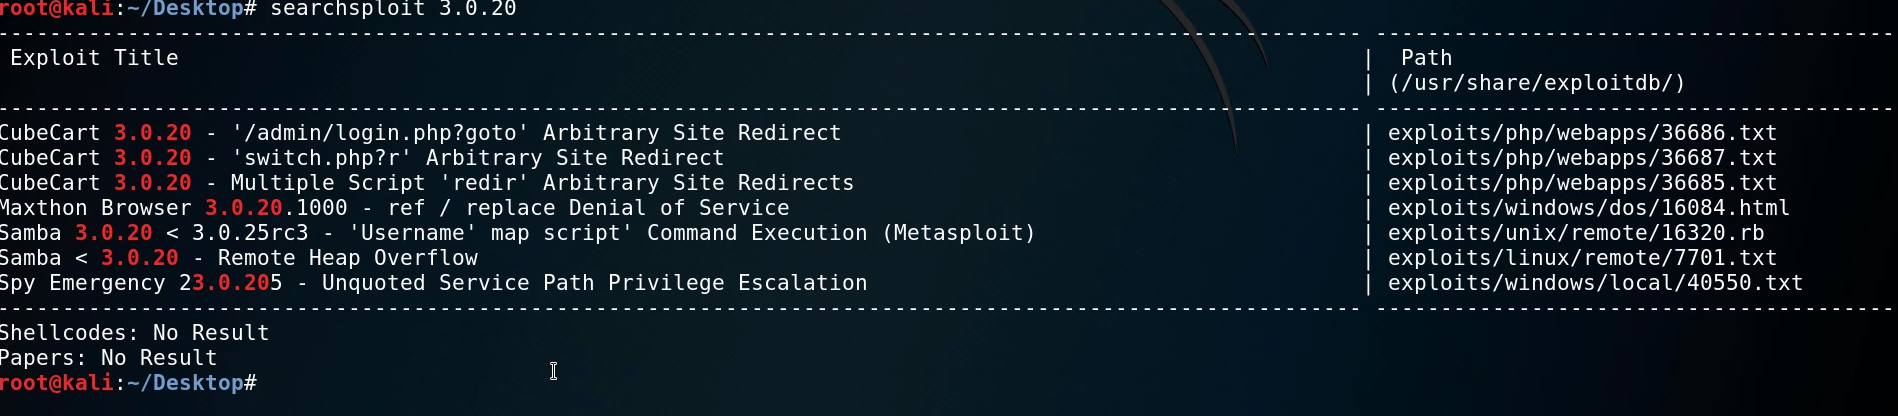 root@kali:~/Desktop# searchsploit 3.0.20
--------------------------------------------------------------------------------------------------------- ----------------------------------------
 Exploit Title | Path
 | (/usr/share/exploitdb/)
--------------------------------------------------------------------------------------------------------- ----------------------------------------
CubeCart 3.0.20 - '/admin/login.php?goto' Arbitrary Site Redirect | exploits/php/webapps/36686.txt
CubeCart 3.0.20 - 'switch.php?r' Arbitrary Site Redirect | exploits/php/webapps/36687.txt
CubeCart 3.0.20 - Multiple Script 'redir' Arbitrary Site Redirects | exploits/php/webapps/36685.txt
Maxthon Browser 3.0.20.1000 - ref / replace Denial of Service | exploits/windows/dos/16084.html
Samba 3.0.20 < 3.0.25rc3 - 'Username' map script' Command Execution (Metasploit) | exploits/unix/remote/16320.rb
Samba < 3.0.20 - Remote Heap Overflow | exploits/linux/remote/7701.txt
Spy Emergency 23.0.205 - Unquoted Service Path Privilege Escalation | exploits/windows/local/40550.txt
--------------------------------------------------------------------------------------------------------- ----------------------------------------
Shellcodes: No Result
Papers: No Result
root@kali:~/Desktop#